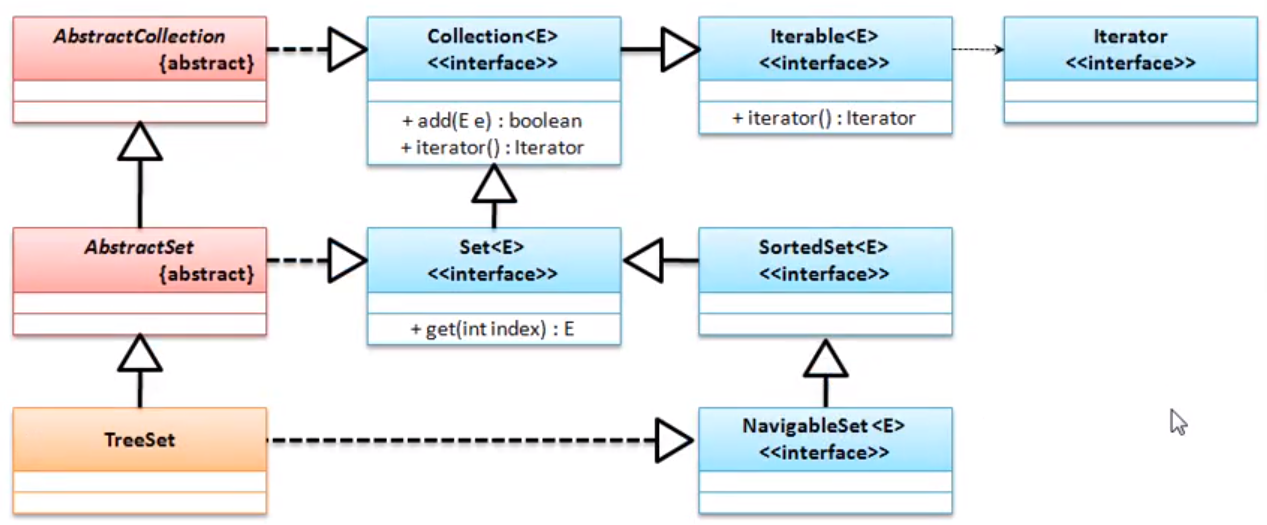 AbstractCollection
{abstract}
Collection<E>
<<interface>>
+ add(E e) : boolean
+ iterator() : Iterator
Iterable<E>
<<interface>>
+ iterator() : Iterator
Iterator
<<interface>>
AbstractSet
{abstract}
Set<E>
<<interface>>
+ get(int index) : E
SortedSet<E>
<<interface>>
TreeSet
NavigableSet <E>
<<interface>>